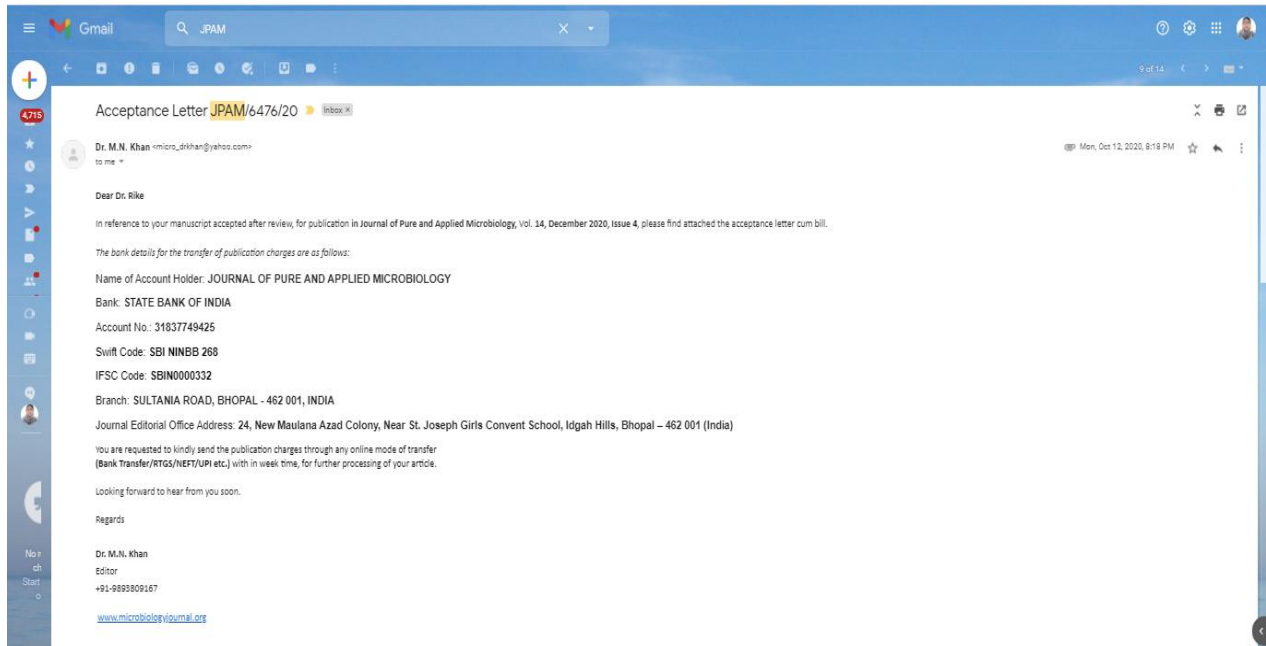 Gmail
JPAM
9 of 14
4,715
Acceptance Letter JPAM/6476/20
Inbox ×
Dr. M.N. Khan <micro_drkhan@yahoo.com>
Mon, Oct 12, 2020, 8:18 PM
to me
Dear Dr. Rike
In reference to your manuscript accepted after review, for publication in Journal of Pure and Applied Microbiology, Vol. 14, December 2020, Issue 4, please find attached the acceptance letter cum bill.
The bank details for the transfer of publication charges are as follows:
Name of Account Holder: JOURNAL OF PURE AND APPLIED MICROBIOLOGY
Bank: STATE BANK OF INDIA
Account No.: 31837749425
Swift Code: SBI NINBB 268
IFSC Code: SBIN0000332
Branch: SULTANIA ROAD, BHOPAL - 462 001, INDIA
Journal Editorial Office Address: 24, New Maulana Azad Colony, Near St. Joseph Girls Convent School, Idgah Hills, Bhopal – 462 001 (India)
You are requested to kindly send the publication charges through any online mode of transfer
(Bank Transfer/RTGS/NEFT/UPI etc.) with in week time, for further processing of your article.
Looking forward to hear from you soon.
Regards
Dr. M.N. Khan
Editor
+91-9893809167
www.microbiologyjournal.org
No r
ch
Start
o